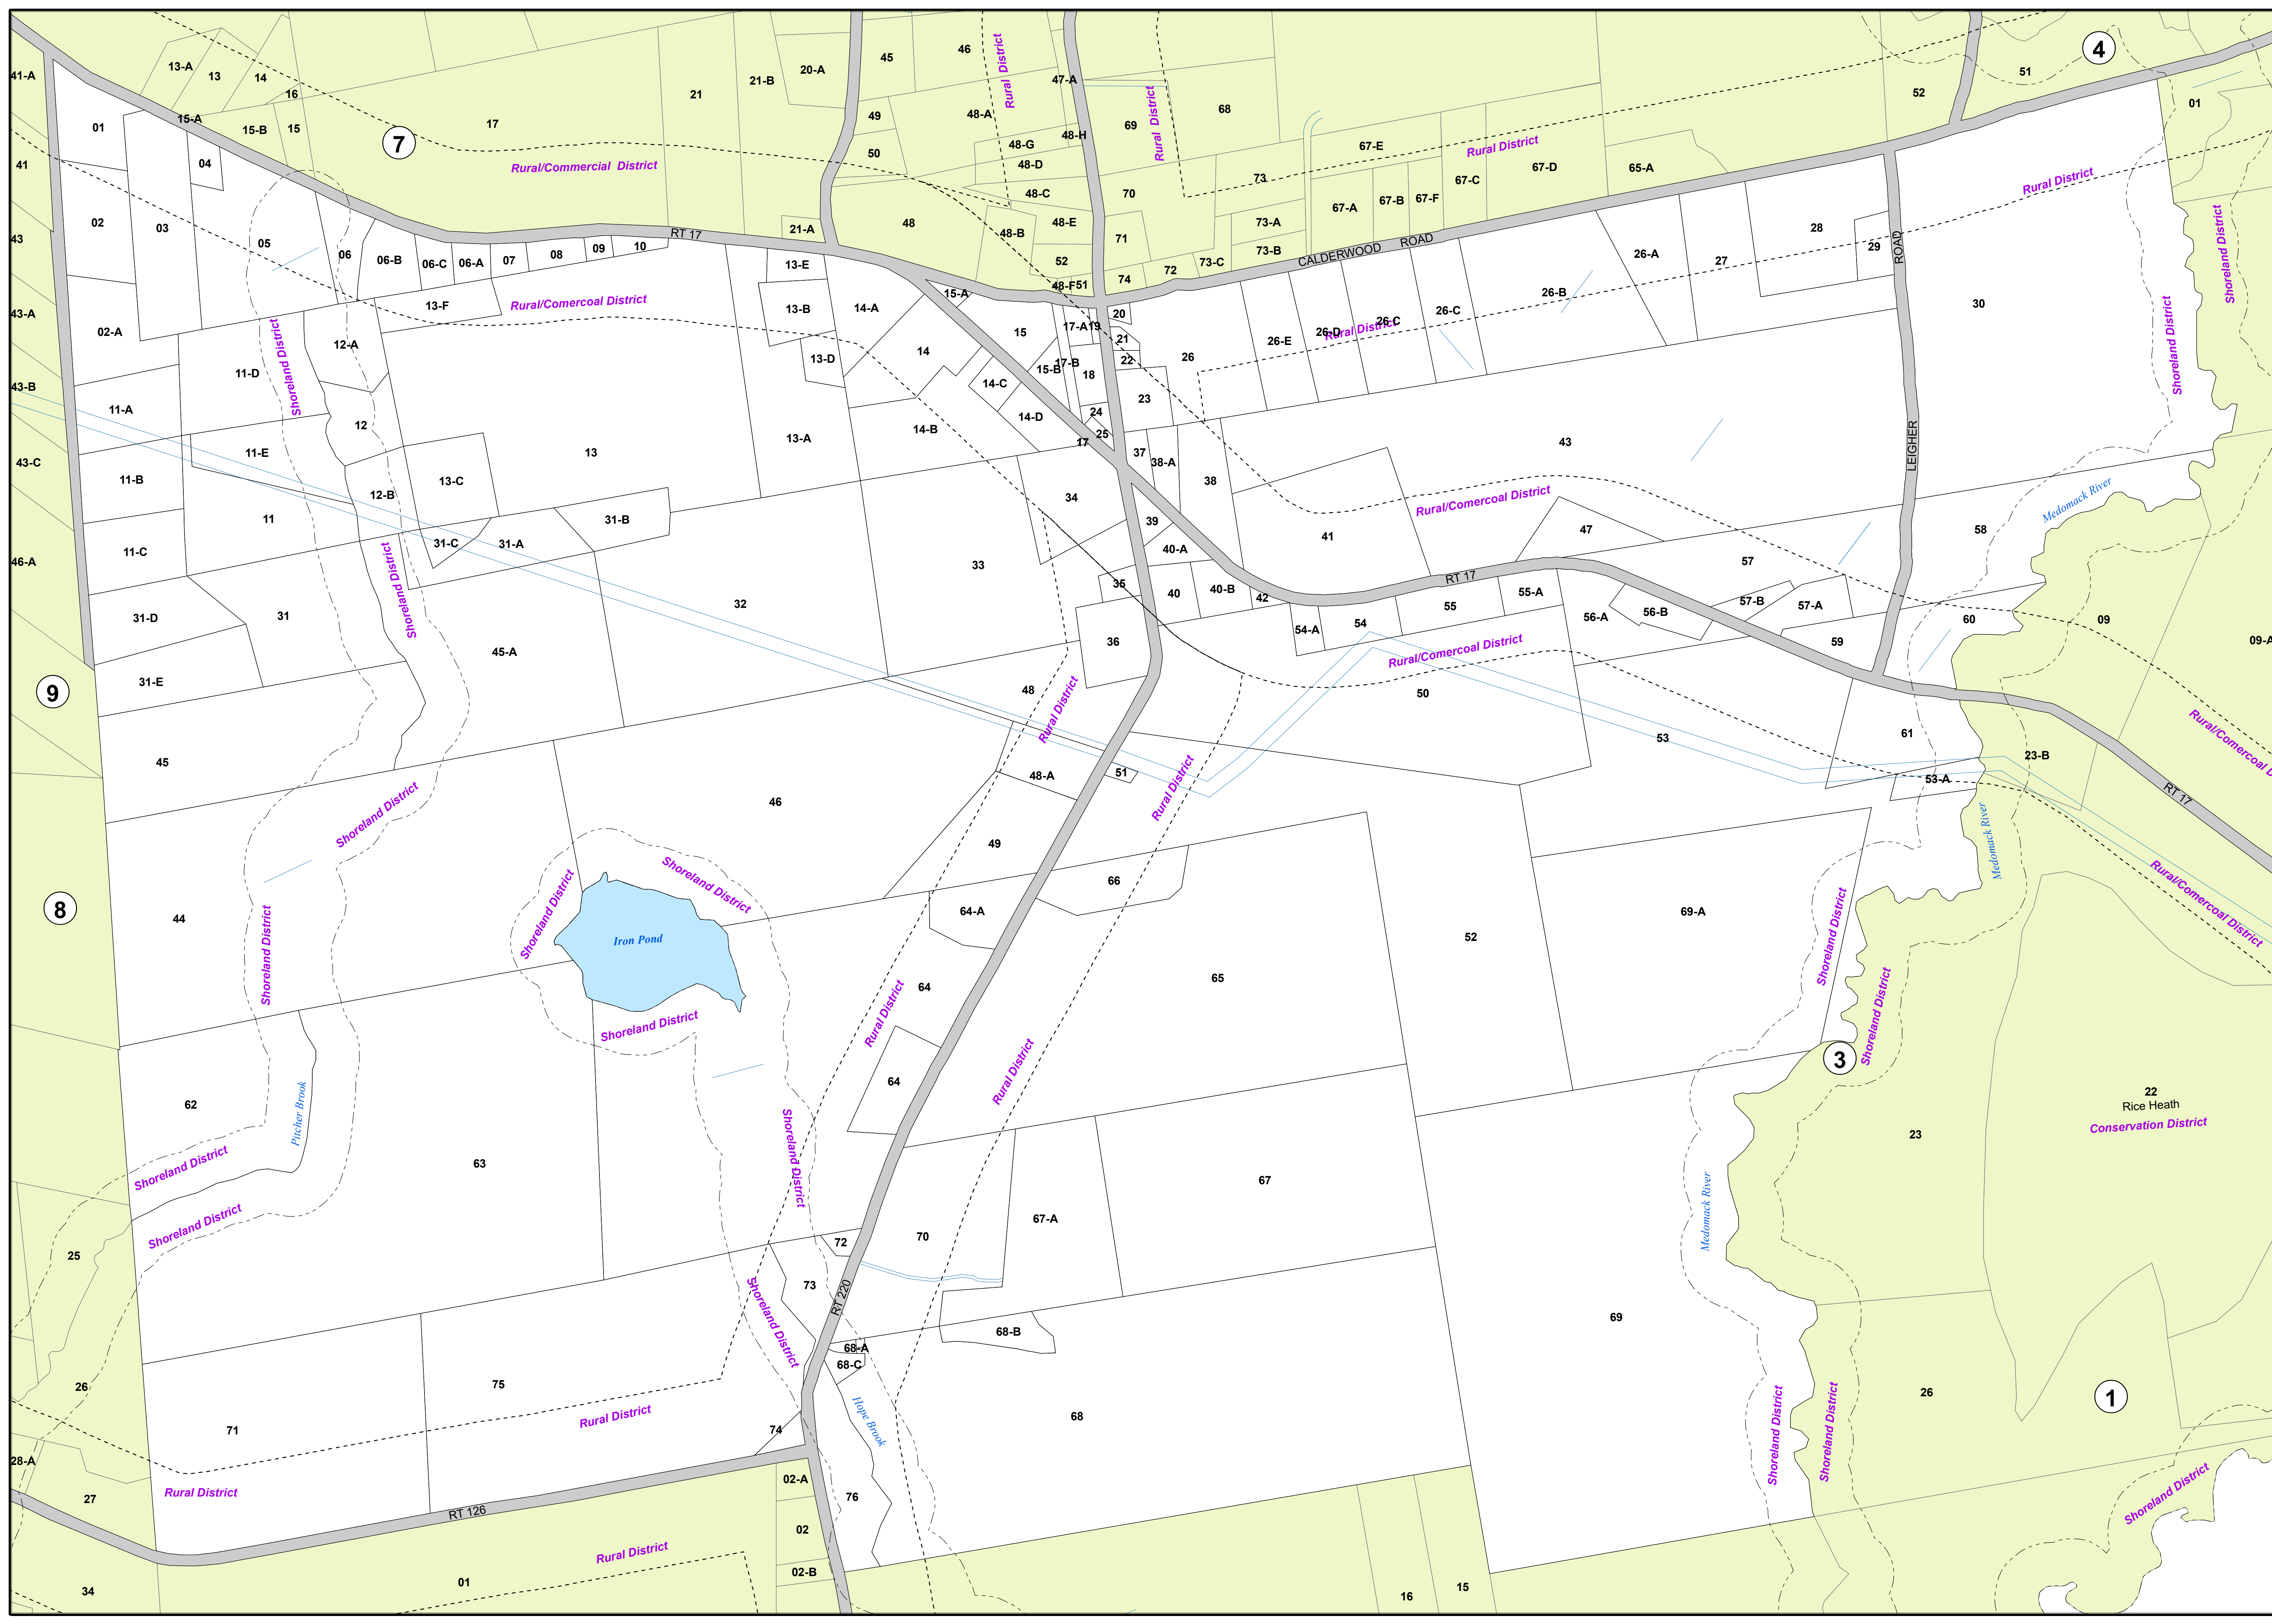 4
41-A
13-A
13
14
16
15-A
15-B
15
17
7
21
21-B
20-A
45
46
Rural District
47-A
49
48-A
48-H
50
48-G
48-D
48-C
48
48-B
48-E
52
48-F
51
Rural District
69
68
70
71
74
72
73
73-A
73-B
73-C
67-E
67-A
67-B
67-F
67-C
67-D
65-A
Rural District
52
51
01
Rural/Commercial District
21-A
RT 17
CALDERWOOD ROAD
Rural District
Shoreland District
Shoreland District
01
41
02
03
04
05
06
06-B
06-C
06-A
07
08
09
10
13-E
13-B
14-A
15-A
13-F
Rural/Comercoal District
43
43-A
02-A
Shoreland District
12-A
11-D
13-D
14
15
17-A
19
20
21
22
17-B
15-B
18
26
26-E
26-D
Rural District
26-C
26-C
26-B
26-A
27
28
29
ROAD
30
43-B
11-A
12
14-C
14-D
14-B
23
24
25
17
43-C
11-E
11-B
13-C
12-B
13
13-A
37
38-A
38
43
LEIGHER
11
31-B
31-C
31-A
34
39
40-A
41
Rural/Comercoal District
47
Medomack River
58
11-C
46-A
33
35
40
40-B
42
RT 17
57
31-D
31
Shoreland District
32
36
54-A
54
55
55-A
56-A
56-B
57-B
57-A
59
60
09
09-A
31-E
45-A
9
48
Rural District
Rural/Comercoal District
50
53
61
23-B
Rural/Comercoal D
45
48-A
51
Rural District
53-A
RT 17
46
Shoreland District
49
Medomack River
Rural/Comercoal District
8
44
Shoreland District
Shoreland District
Shoreland District
Iron Pond
66
64-A
52
69-A
Shoreland District
64
65
Rural District
Shoreland District
Shoreland District
3
64
Rural District
62
Pitcher Brook
Shoreland District
22
Rice Heath
Conservation District
23
63
Shoreland District
67
67-A
70
Medomack River
Shoreland District
25
72
73
RT 220
Shoreland District
68-A
68-B
68-C
69
26
75
Rural District
71
74
Hope Brook
68
Shoreland District
Shoreland District
26
1
28-A
27
Rural District
RT 126
02-A
76
Shoreland District
02
Rural District
02-B
34
01
16
15